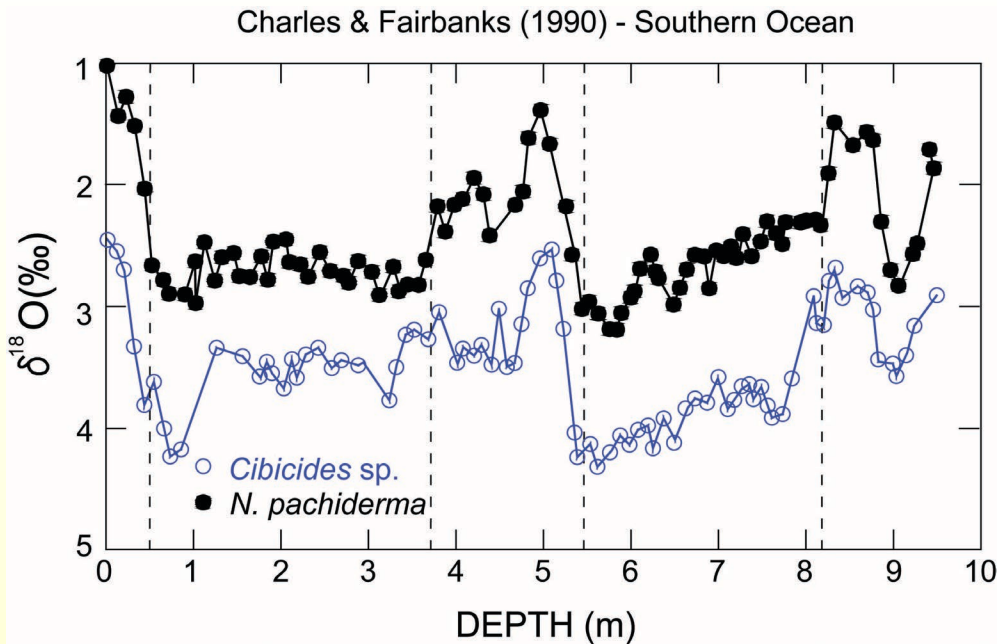 Charles & Fairbanks (1990) - Southern Ocean
1
2
3
4
5
δ¹⁸ O(‰)
Cibicides sp.
N. pachiderma
0 1 2 3 4 5 6 7 8 9 10
DEPTH (m)